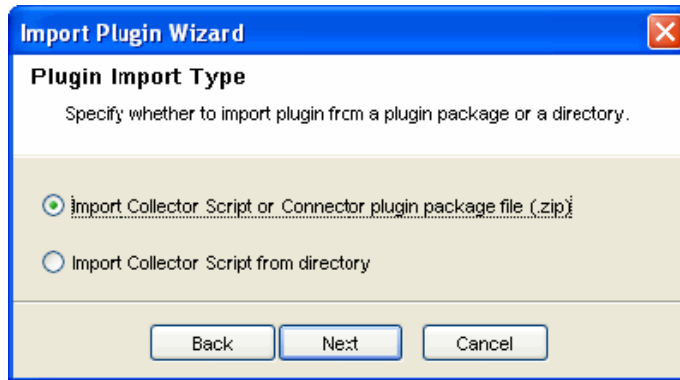 Import Plugin Wizard
Plugin Import Type
Specify whether to import plugin from a plugin package or a directory.
Import Collector Script or Connector plugin package file (.zip)
Import Collector Script from directory
Back Next Cancel